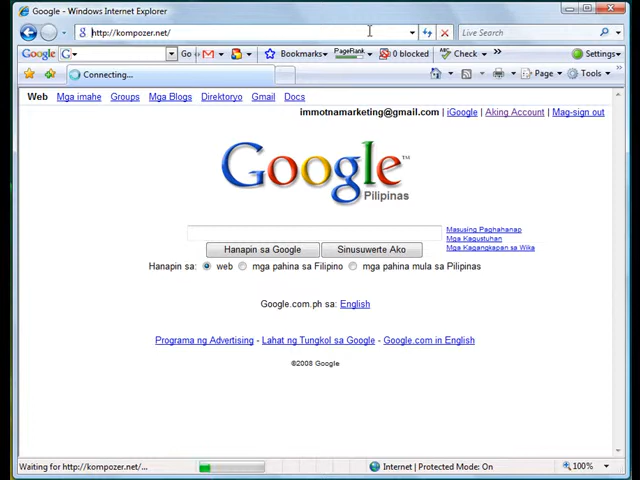 Google - Windows Internet Explorer
http://kompozer.net/
Live Search
Google G Go Bookmarks PageRank 0 blocked Check Settings
Connecting... Page Tools
Web Mga imahe Groups Mga Blogs Direktoryo Gmail Docs
immotnamarketing@gmail.com | iGoogle | Aking Account | Mag-sign out
Google™
Pilipinas
Masusing Paghahanap
Mga Kagustuhan
Mga Kagangkapan sa Wika
Hanapin sa Google Sinusuwerte Ako
Hanapin sa: web mga pahina sa Filipino mga pahina mula sa Pilipinas
Google.com.ph sa: English
Programa ng Advertising - Lahat ng Tungkol sa Google - Google.com in English
©2008 Google
Waiting for http://kompozer.net/... Internet | Protected Mode: On 100%